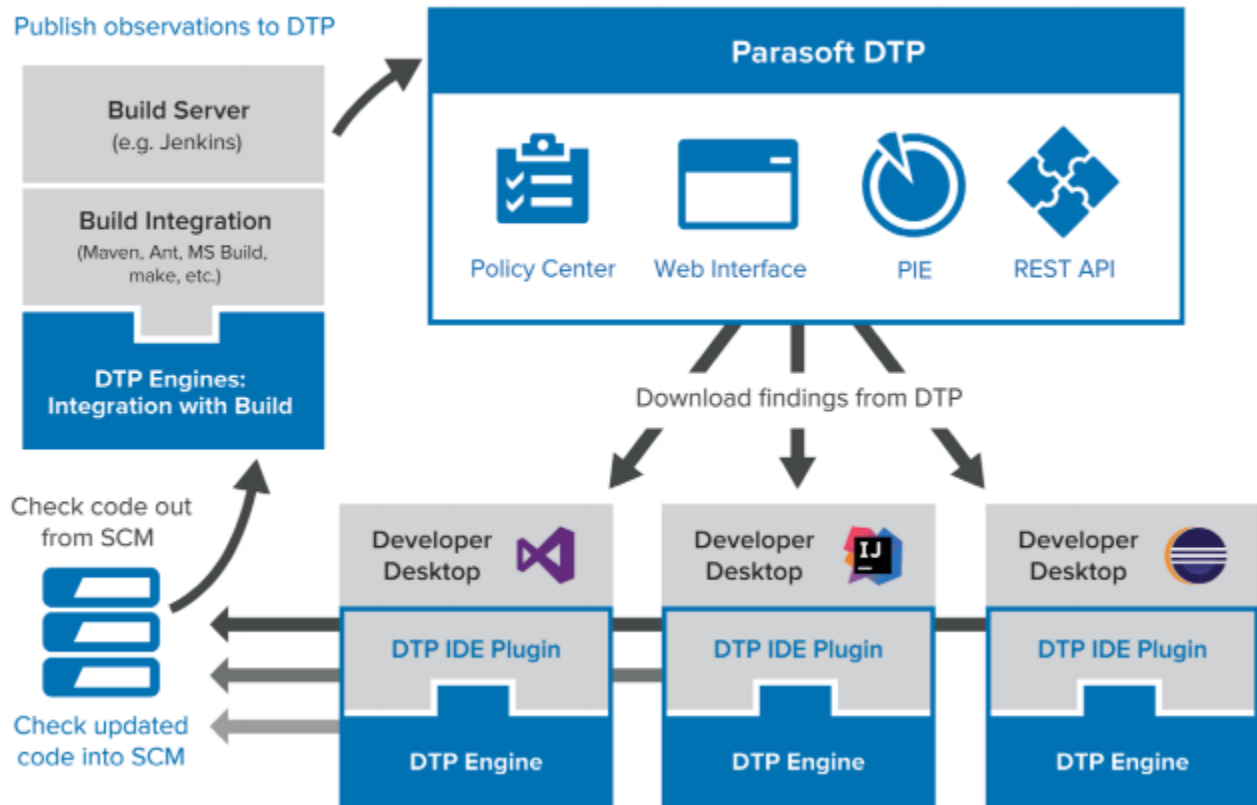 Publish observations to DTP
Build Server
(e.g. Jenkins)
Build Integration
(Maven, Ant, MS Build,
make, etc.)
DTP Engines:
Integration with Build
Parasoft DTP
Policy Center
Web Interface
PIE
REST API
Download findings from DTP
Check code out
from SCM
Check updated
code into SCM
Developer
Desktop
DTP IDE Plugin
DTP Engine
Developer
Desktop
IJ
DTP IDE Plugin
DTP Engine
Developer
Desktop
DTP IDE Plugin
DTP Engine